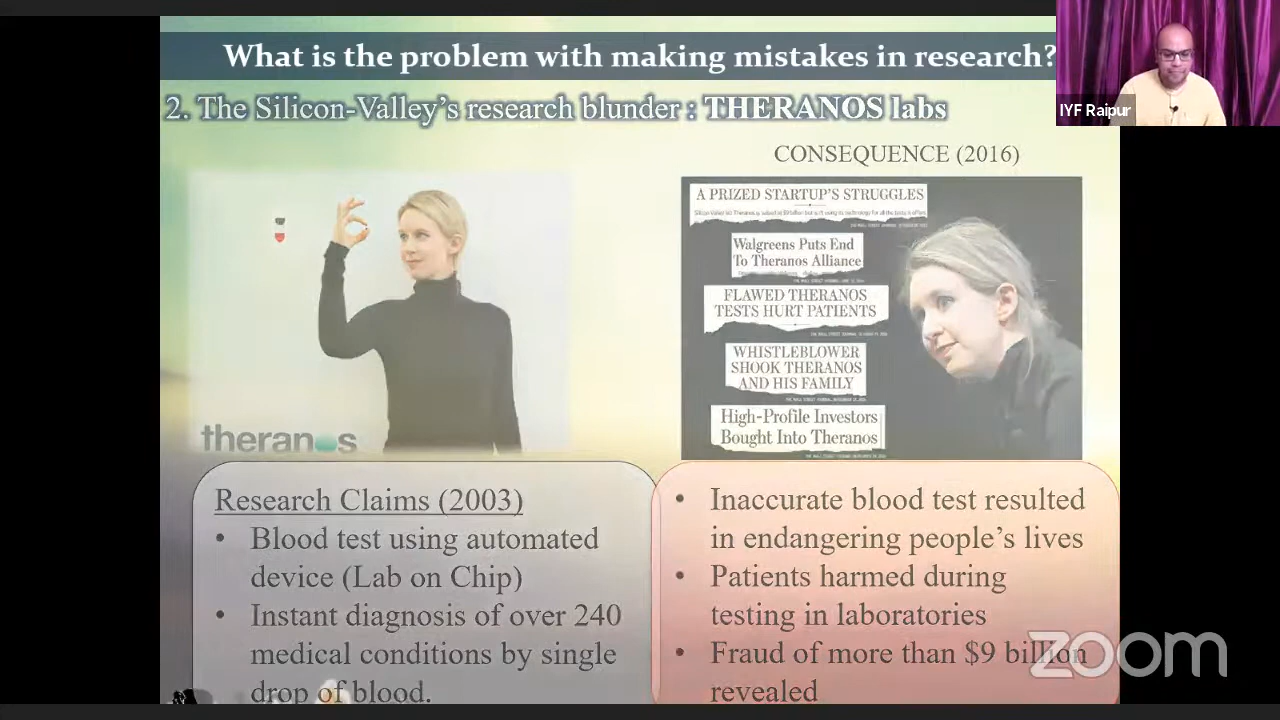 What is the problem with making mistakes in research?
IYF Raipur
2. The Silicon-Valley's research blunder : THERANOS labs
CONSEQUENCE (2016)
A PRIZED STARTUP'S STRUGGLES
Walgreens Puts End
To Theranos Alliance
FLAWED THERANOS
TESTS HURT PATIENTS
WHISTLEBLOWER
SHOOK THERANOS
AND HIS FAMILY
High-Profile Investors
Bought Into Theranos
theranos
Research Claims (2003)
• Blood test using automated
device (Lab on Chip)
• Instant diagnosis of over 240
medical conditions by single
drop of blood.
• Inaccurate blood test resulted
in endangering people's lives
• Patients harmed during
testing in laboratories
• Fraud of more than $9 billion
revealed
zoom